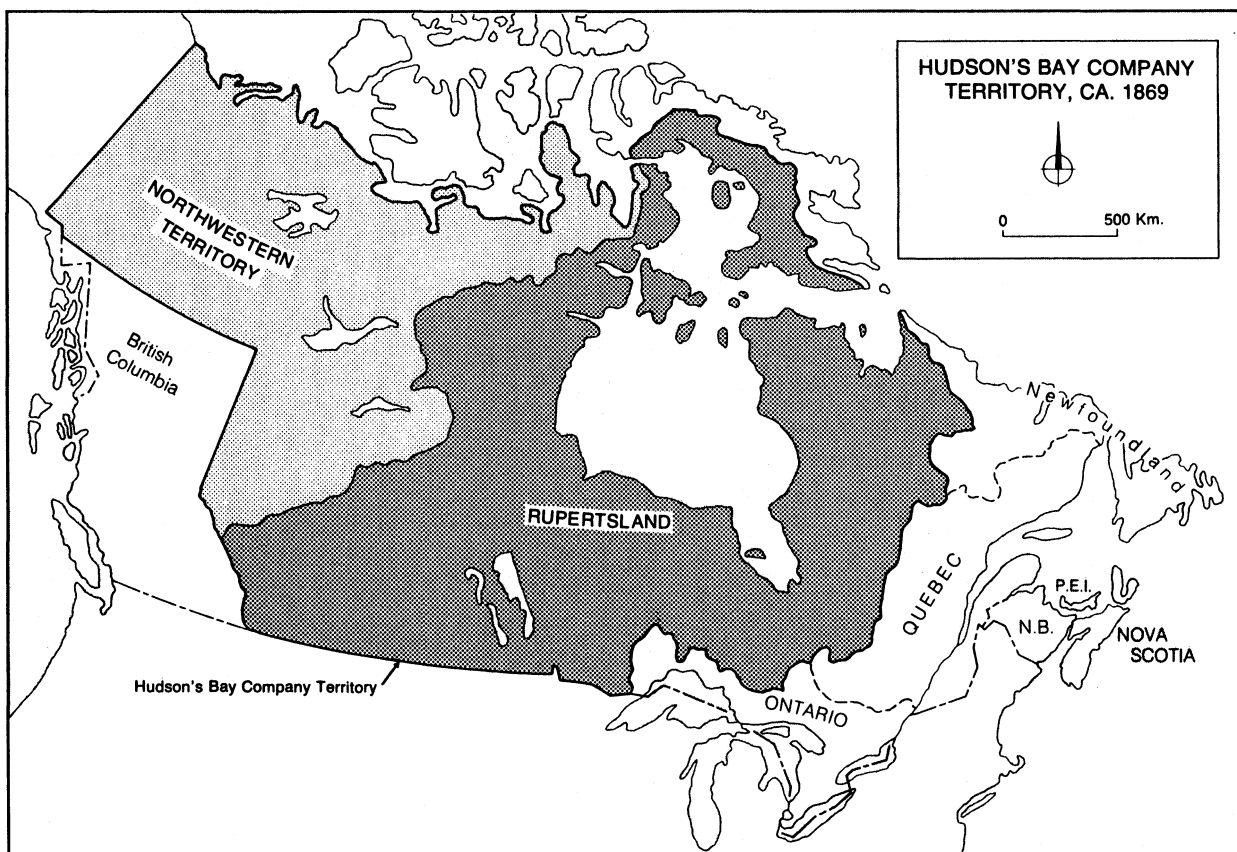 HUDSON'S BAY COMPANY
TERRITORY, CA. 1869
0 500 Km.
NORTHWESTERN
TERRITORY
British
Columbia
Newfoundland
RUPERTSLAND
QUEBEC
P.E.I.
N.B.
NOVA
SCOTIA
Hudson's Bay Company Territory
ONTARIO